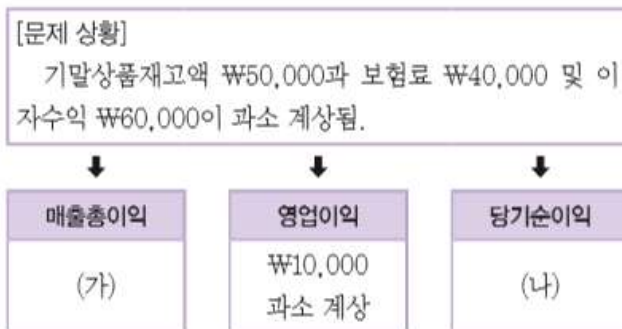 [문제 상황]
기말상품재고액 ₩50,000과 보험료 ₩40,000 및 이
자수익 ₩60,000이 과소 계상됨.
매출총이익 영업이익 당기순이익
(가) ₩10,000 과소 계상 (나)